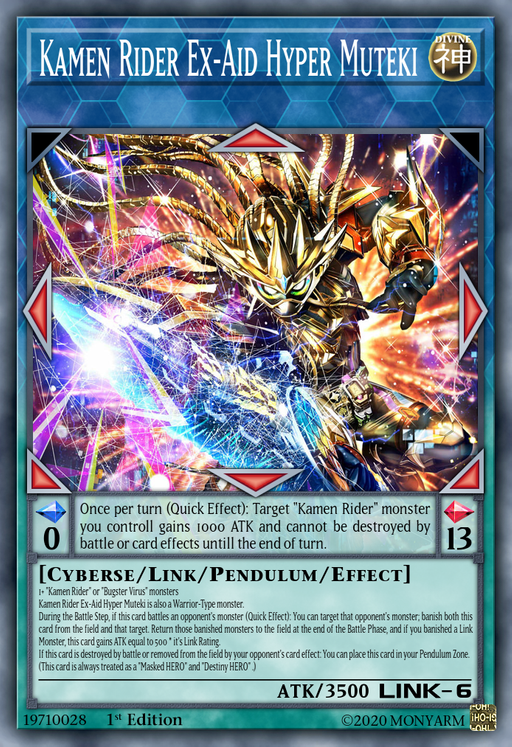 Kamen Rider Ex-Aid Hyper Muteki
DIVINE
神
Once per turn (Quick Effect): Target "Kamen Rider" monster
you controll gains 1000 ATK and cannot be destroyed by
battle or card effects untill the end of turn.
0
13
[Cyberse/Link/Pendulum/Effect]
1+ "Kamen Rider" or "Bugster Virus" monsters
Kamen Rider Ex-Aid Hyper Muteki is also a Warrior-Type monster.
During the Battle Step, if this card battles an opponent's monster (Quick Effect): You can target that opponent's monster; banish both this
card from the field and that target. Return those banished monsters to the field at the end of the Battle Phase, and if you banished a Link
Monster, this card gains ATK equal to 500 * it's Link Rating.
If this card is destroyed by battle or removed from the field by your opponent's card effect: You can place this card in your Pendulum Zone.
(This card is always treated as a "Masked HERO" and "Destiny HERO" .)
ATK/3500 LINK-6
19710028 1st Edition ©2020 MONYARM